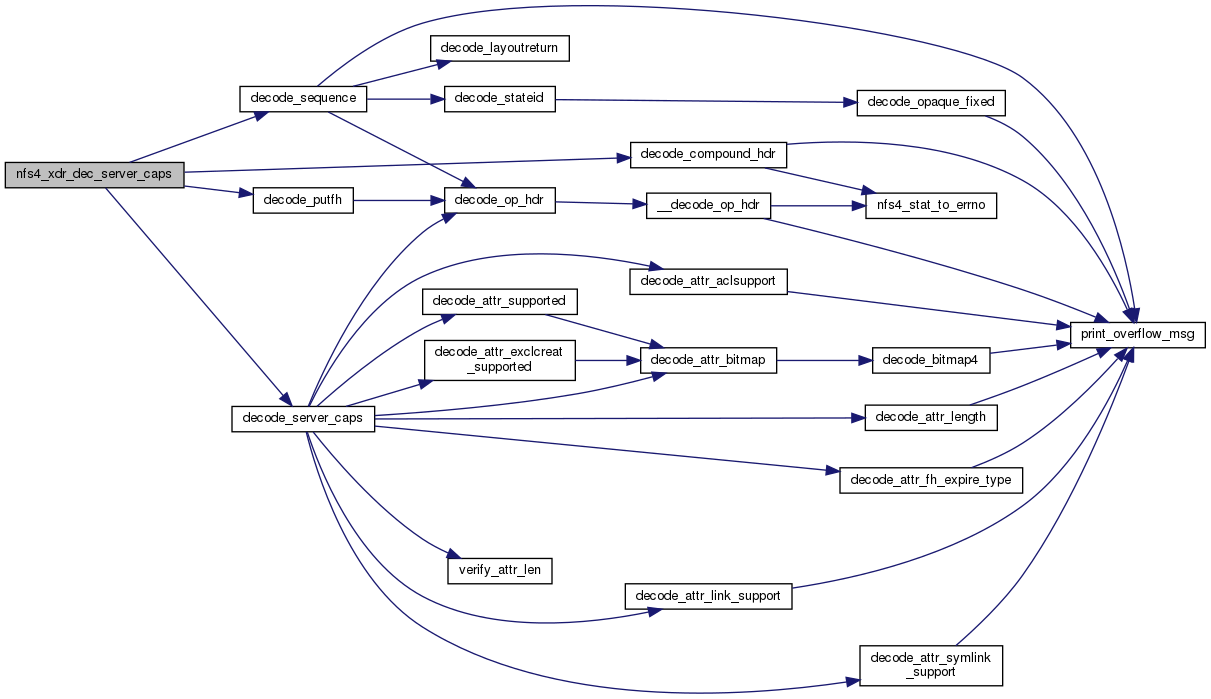 decode_layoutreturn
decode_sequence
decode_stateid
decode_opaque_fixed
decode_compound_hdr
nfs4_xdr_dec_server_caps
decode_putfh
decode_op_hdr
__decode_op_hdr
nfs4_stat_to_errno
decode_attr_aclsupport
decode_attr_supported
print_overflow_msg
decode_attr_exclcreat
_supported
decode_attr_bitmap
decode_bitmap4
decode_server_caps
decode_attr_length
decode_attr_fh_expire_type
verify_attr_len
decode_attr_link_support
decode_attr_symlink
_support